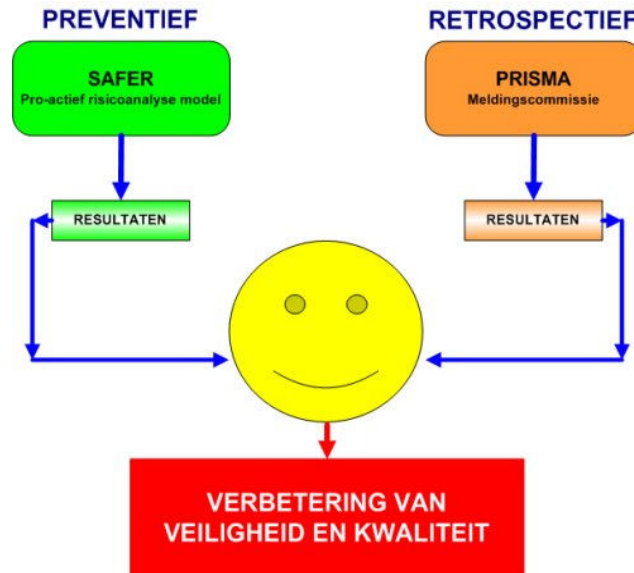 PREVENTIEF
SAFER
Pro-actief risicoanalyse model
RESULTATEN
RETROSPECTIEF
PRISMA
Meldingscommissie
RESULTATEN
VERBETERING VAN
VEILIGHEID EN KWALITEIT